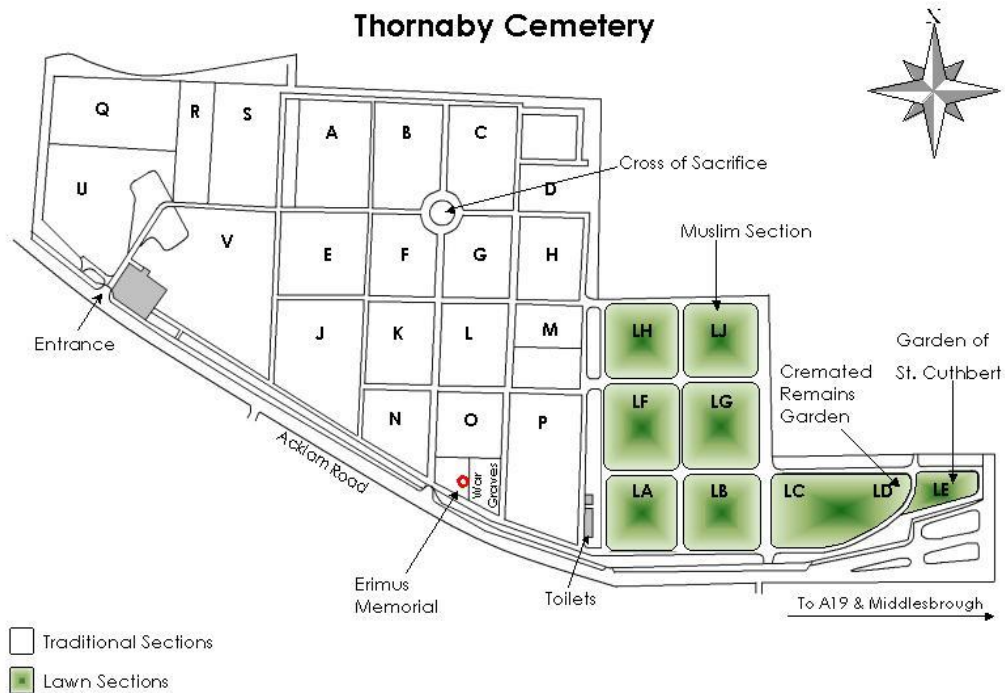 Thornaby Cemetery
N
Q
R
S
A
B
C
Cross of Sacrifice
U
D
V
E
F
G
H
Muslim Section
Entrance
J
K
L
M
LH
LJ
Garden of
St. Cuthbert
Cremated
Remains
Garden
N
O
P
LF
LG
Acklam Road
War
Graves
LA
LB
LC
LD
LE
Erimus
Memorial
Toilets
To A19 & Middlesbrough
Traditional Sections
Lawn Sections